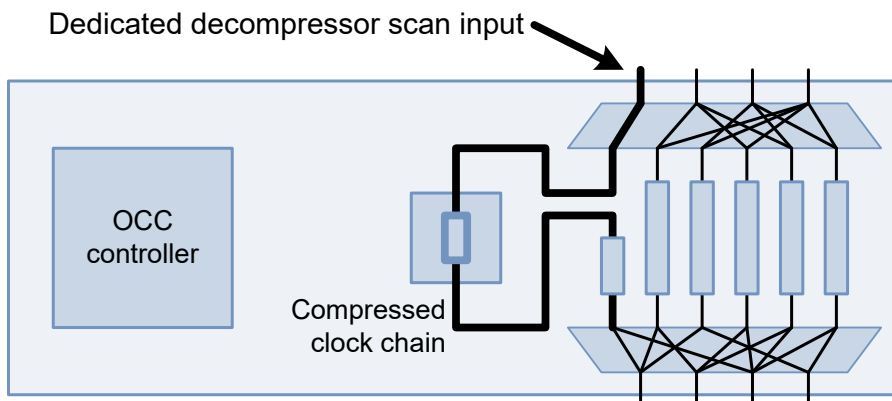 Dedicated decompressor scan input
OCC
controller
Compressed
clock chain